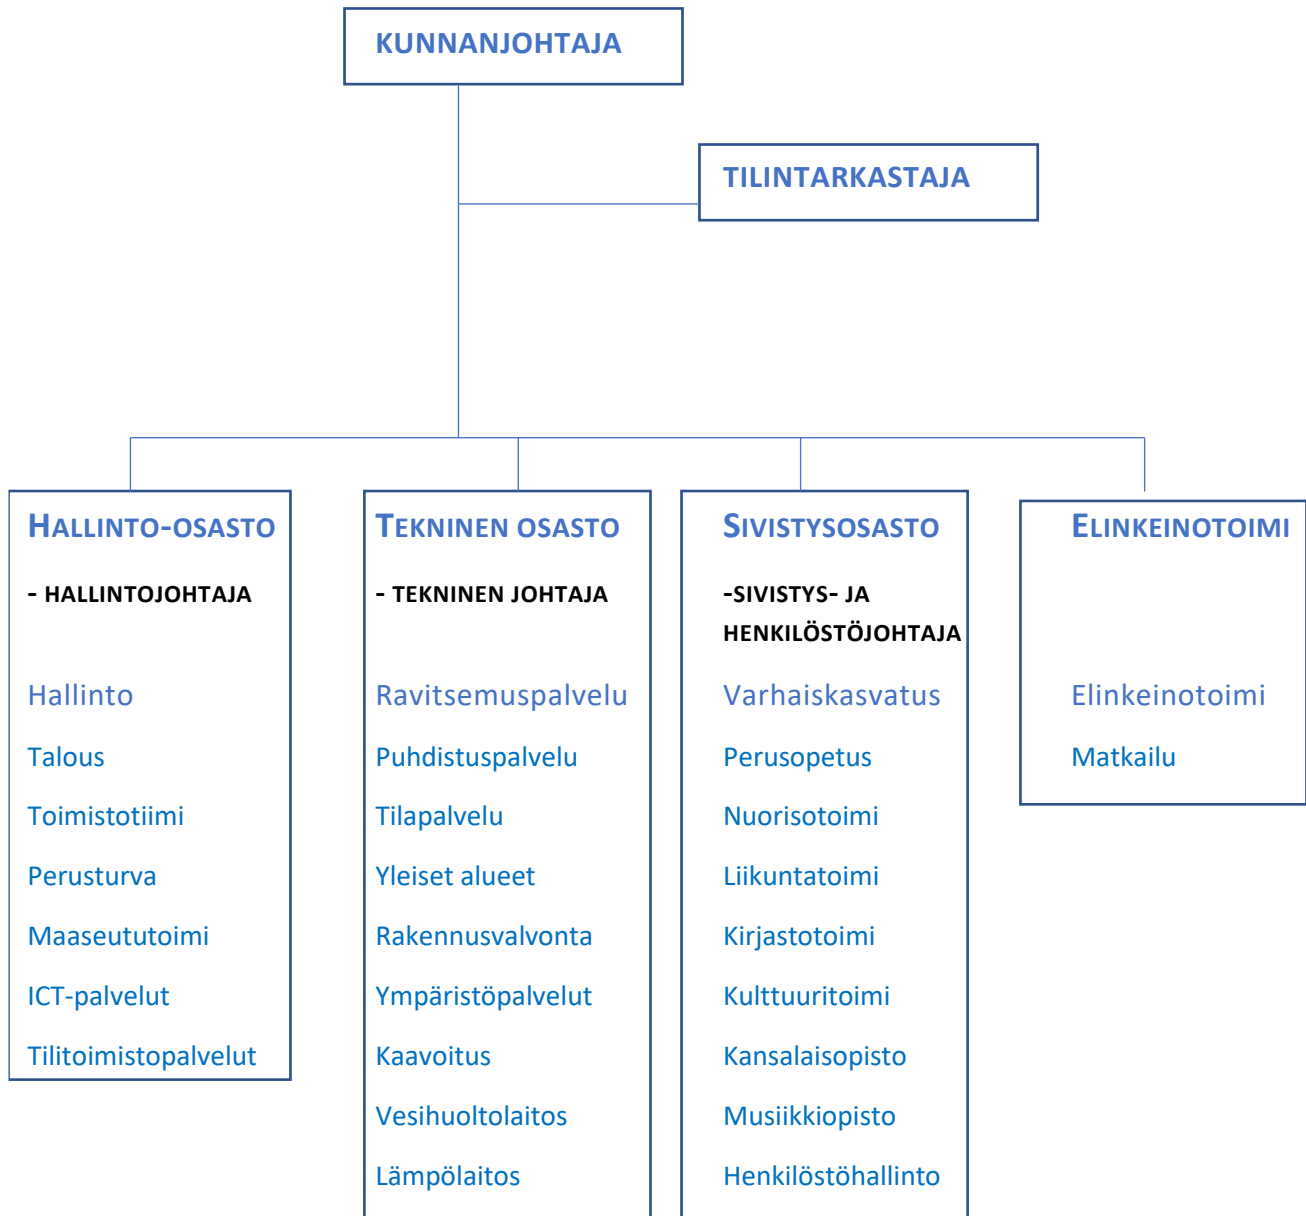 KUNNANJOHTAJA
TILINTARKASTAJA
HALLINTO-OSASTO
- HALLINTOJOHTAJA
Hallinto
Talous
Toimistotiimi
Perusturva
Maaseututoimi
ICT-palvelut
Tilitoimistopalvelut
TEKNINEN OSASTO
- TEKNINEN JOHTAJA
Ravitsemuspalvelu
Puhdistuspalvelu
Tilapalvelu
Yleiset alueet
Rakennusvalvonta
Ympäristöpalvelut
Kaavoitus
Vesihuoltolaitos
Lämpölaitos
SIVISTYSOSASTO
-SIVISTYS- JA
HENKILÖSTÖJOHTAJA
Varhaiskasvatus
Perusopetus
Nuorisotoimi
Liikuntatoimi
Kirjastotoimi
Kulttuuritoimi
Kansalaisopisto
Musiikkiopisto
Henkilöstöhallinto
ELINKEINOTOIMI
Elinkeinotoimi
Matkailu